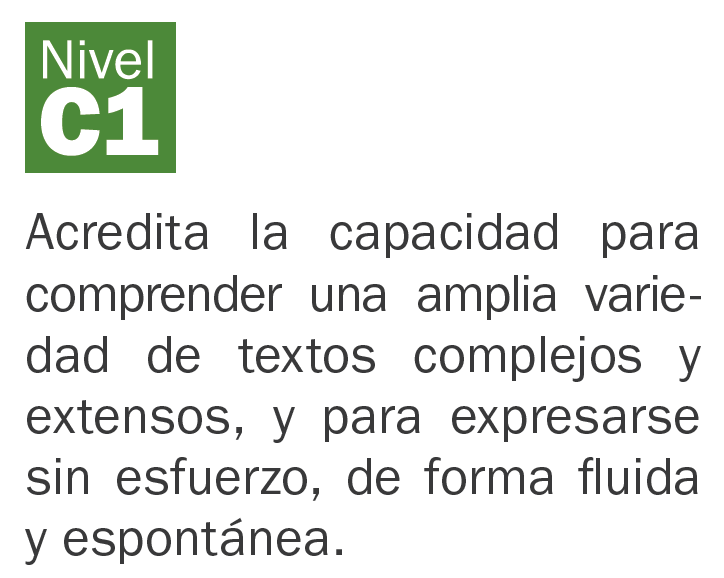 Nivel
C1
Acredita la capacidad para
comprender una amplia varie-
dad de textos complejos y
extensos, y para expresarse
sin esfuerzo, de forma fluida
y espontánea.